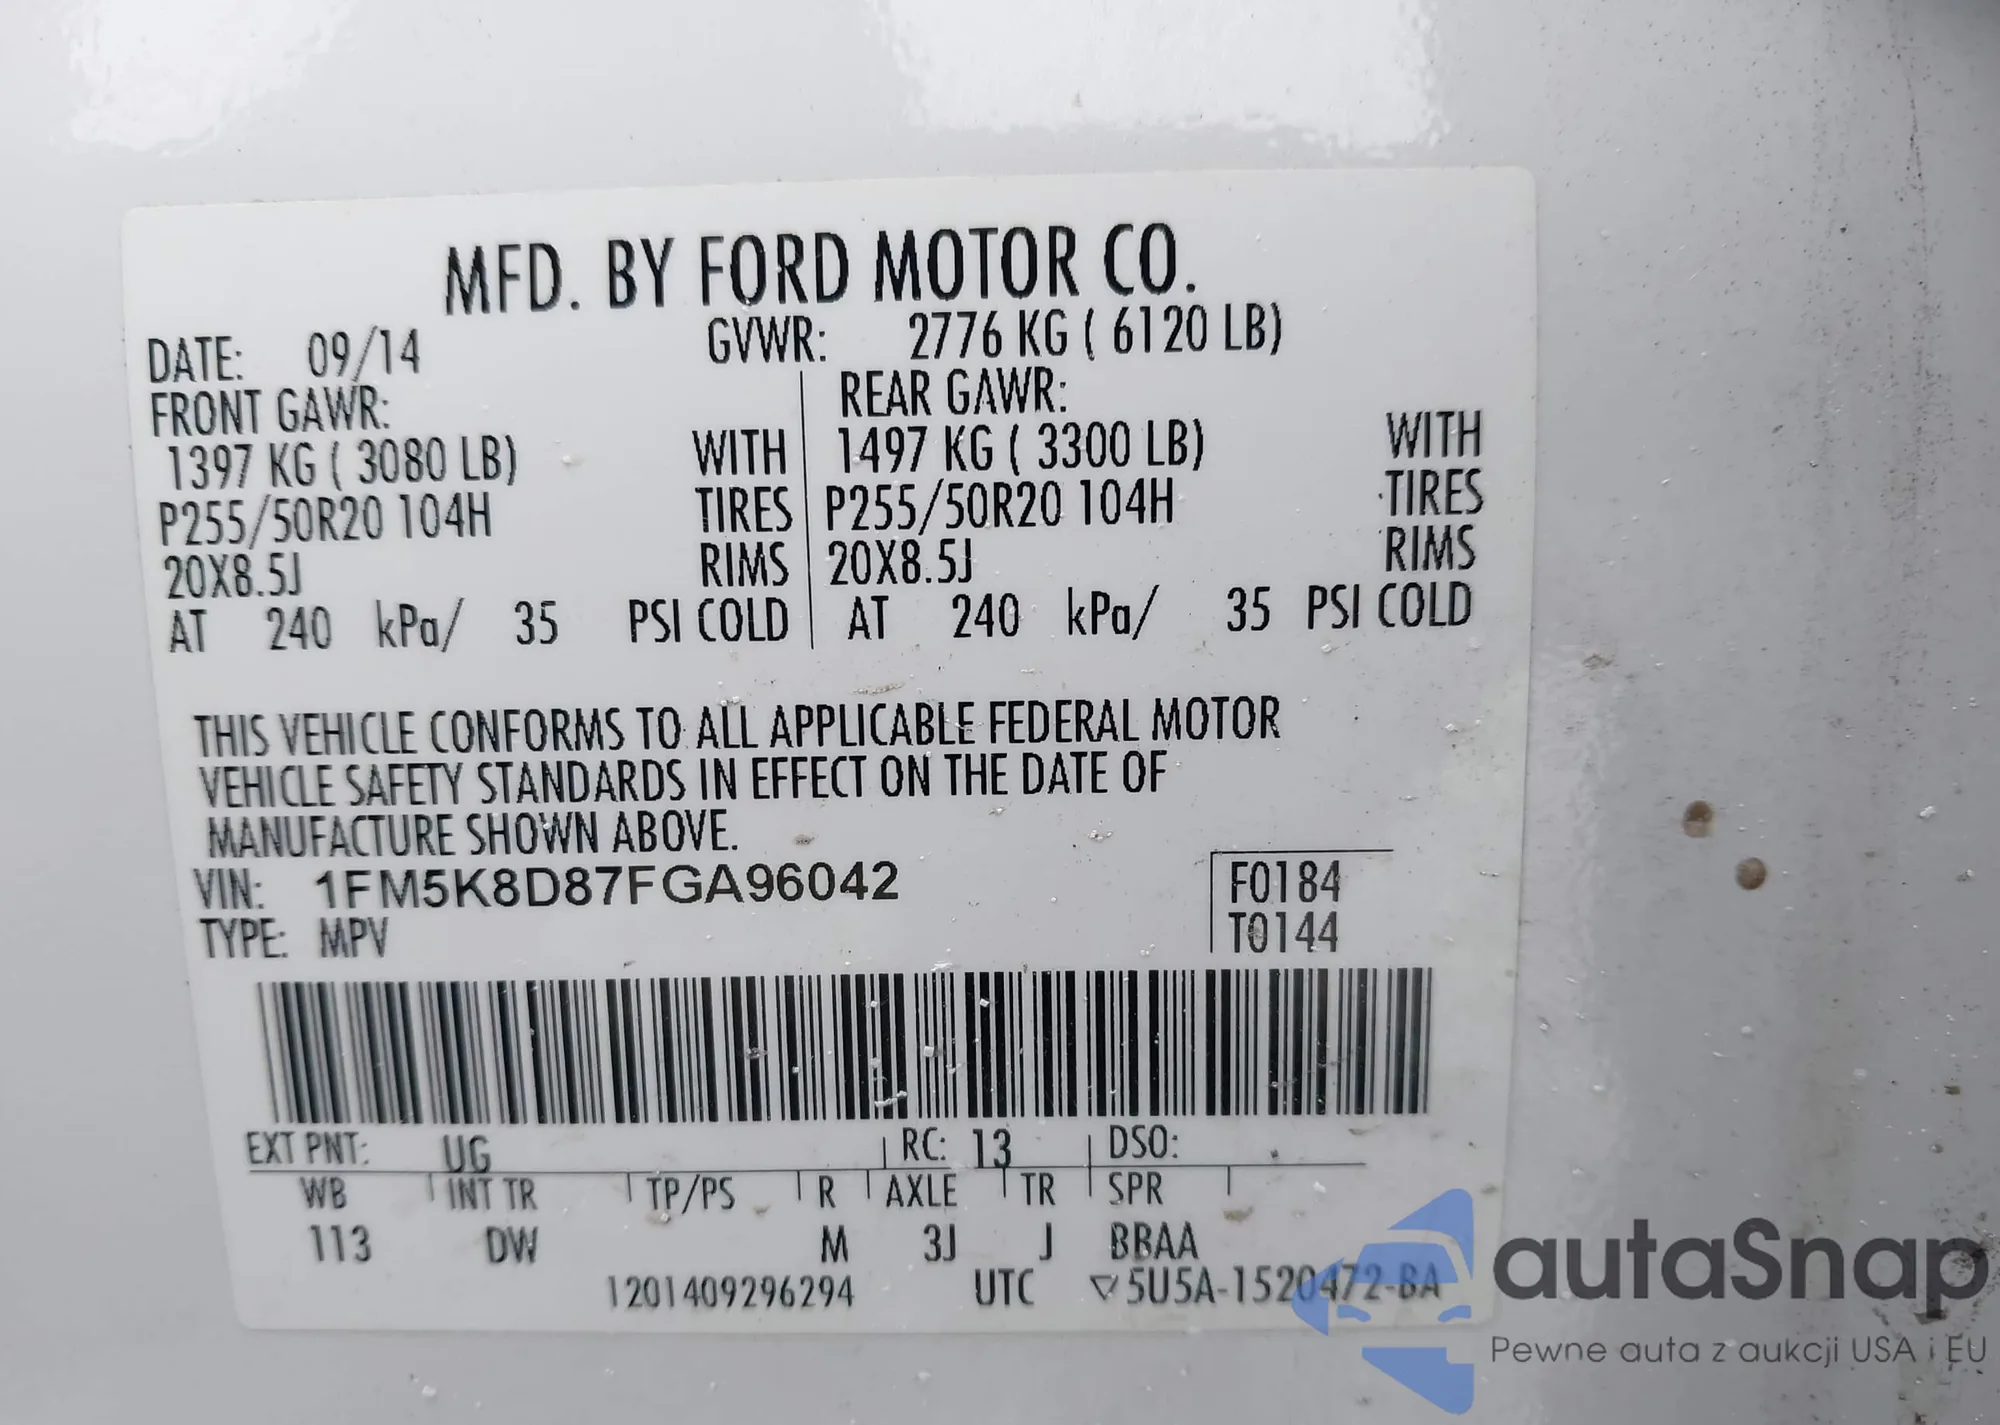 MFD. BY FORD MOTOR CO.
DATE: 09/14 GVWR: 2776 KG ( 6120 LB)
FRONT GAWR: REAR GAWR:
1397 KG ( 3080 LB) WITH 1497 KG ( 3300 LB) WITH
P255/50R20 104H TIRES P255/50R20 104H TIRES
20X8.5J RIMS 20X8.5J RIMS
AT 240 kPa/ 35 PSI COLD AT 240 kPa/ 35 PSI COLD
THIS VEHICLE CONFORMS TO ALL APPLICABLE FEDERAL MOTOR
VEHICLE SAFETY STANDARDS IN EFFECT ON THE DATE OF
MANUFACTURE SHOWN ABOVE.
VIN: 1FM5K8D87FGA96042 F0184
TYPE: MPV T0144
EXT PNT: UG RC: 13 DSO:
WB INT TR TP/PS R AXLE TR SPR
113 DW M 3J J BBAA
1201409296294 UTC ▽5U5A-1520472-BA
autaSnap
Pewne auta z aukcji USA i EU